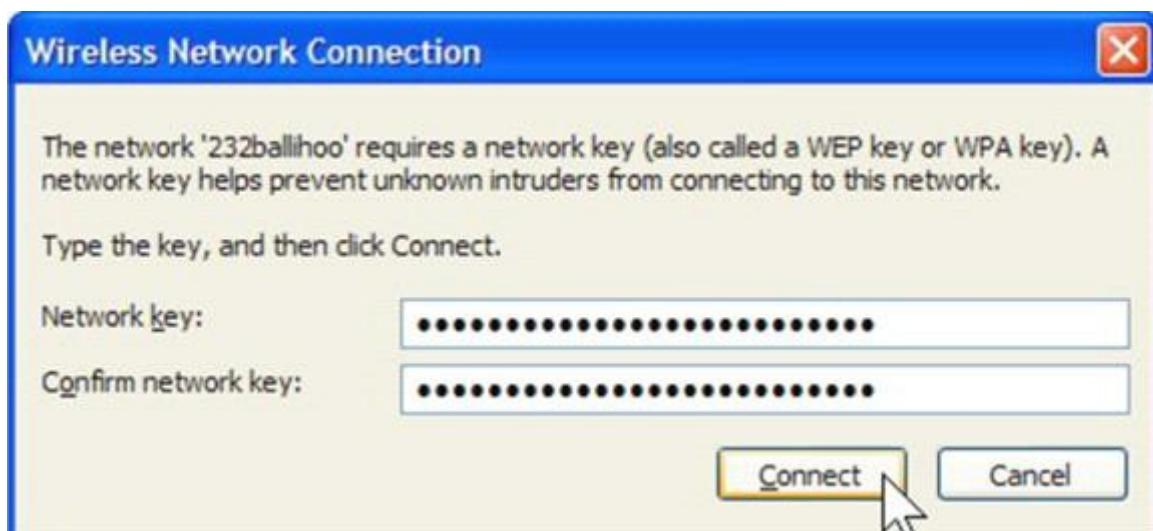 Wireless Network Connection
The network '232ballihoo' requires a network key (also called a WEP key or WPA key). A
network key helps prevent unknown intruders from connecting to this network.
Type the key, and then click Connect.
Network key: ••••••••••••••••••••••••••
Confirm network key: ••••••••••••••••••••••••••
Connect Cancel